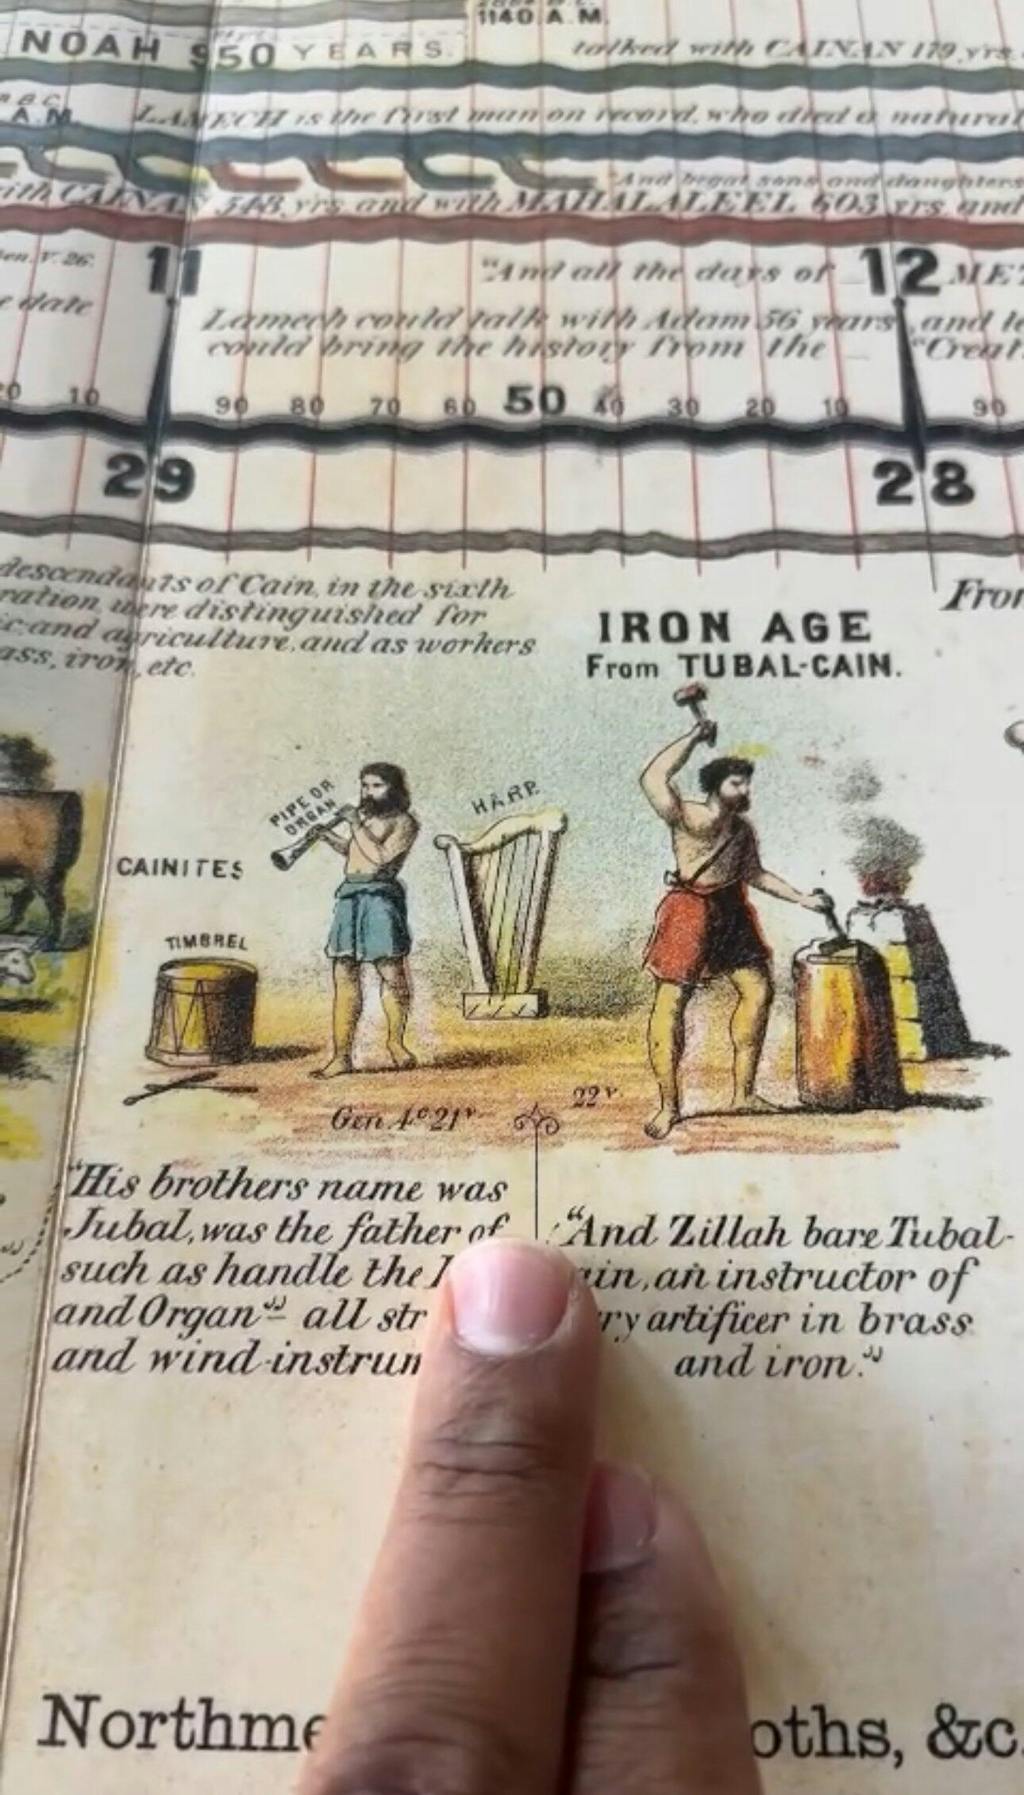 1140 A.M.
NOAH 950 YEARS.
talked with CAINAN 179 yrs.
B.C.
A.M.
LAMECH is the first man on record, who died a natural
And begat sons and daughters
with CAINAN 548 yrs and with MAHALALEEL 603 yrs and
Gen. V. 26.
11
"And all the days of
12
date
Lamech could talk with Adam 56 years, and
could bring the history from the
"Creat
10
90 80 70 60 50 40 30 20 10
90
29
28
descendants of Cain, in the sixth
ration, were distinguished for
ic and agriculture, and as workers
ass, iron, etc.
From
IRON AGE
From TUBAL-CAIN.
PIPE OR
ORGAN
HARP.
CAINITES
TIMBREL
Gen. 4c 21v
22v.
"His brothers name was
Jubal, was the father of
such as handle the
and Organ" all str
and wind instrum
"And Zillah bare Tubal-
ain, an instructor of
ry artificer in brass
and iron."
Northme
oths, &c.